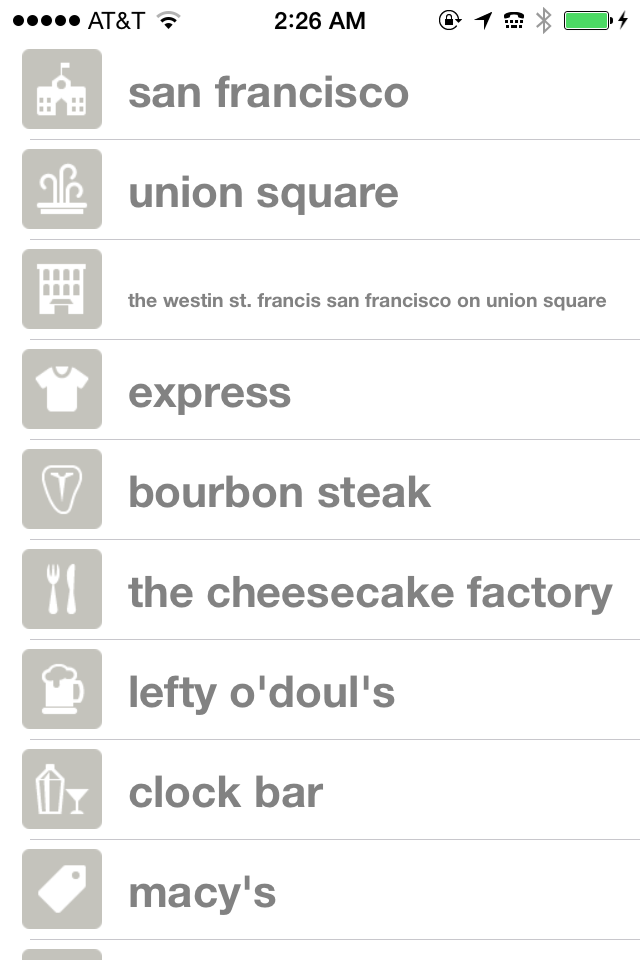 AT&T 2:26 AM
san francisco
union square
the westin st. francis san francisco on union square
express
bourbon steak
the cheesecake factory
lefty o'doul's
clock bar
macy's